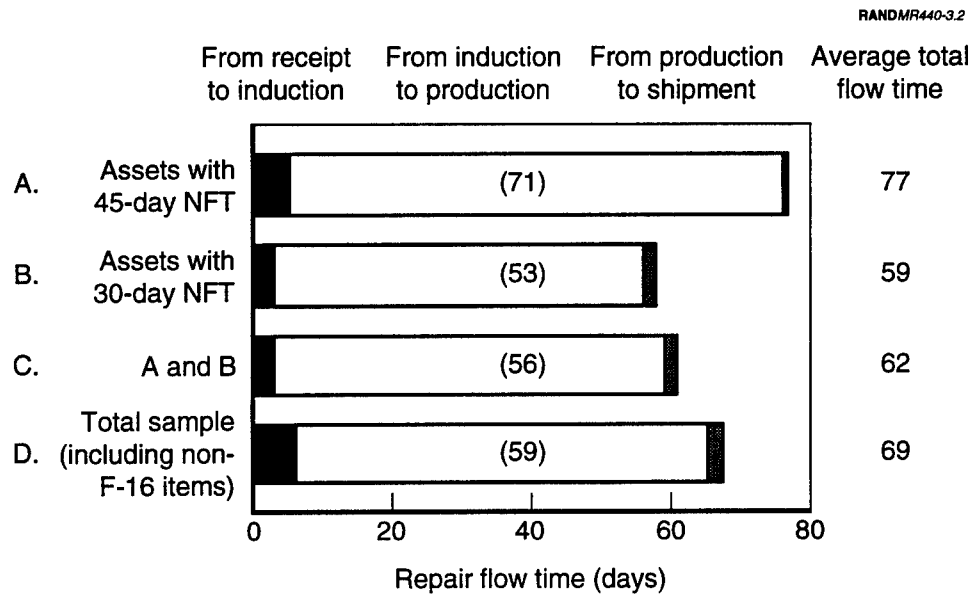 RANDMR440-3.2
From receipt to induction
From induction to production
From production to shipment
Average total flow time
A. Assets with 45-day NFT (71) 77
B. Assets with 30-day NFT (53) 59
C. A and B (56) 62
D. Total sample (including non-F-16 items) (59) 69
0 20 40 60 80
Repair flow time (days)